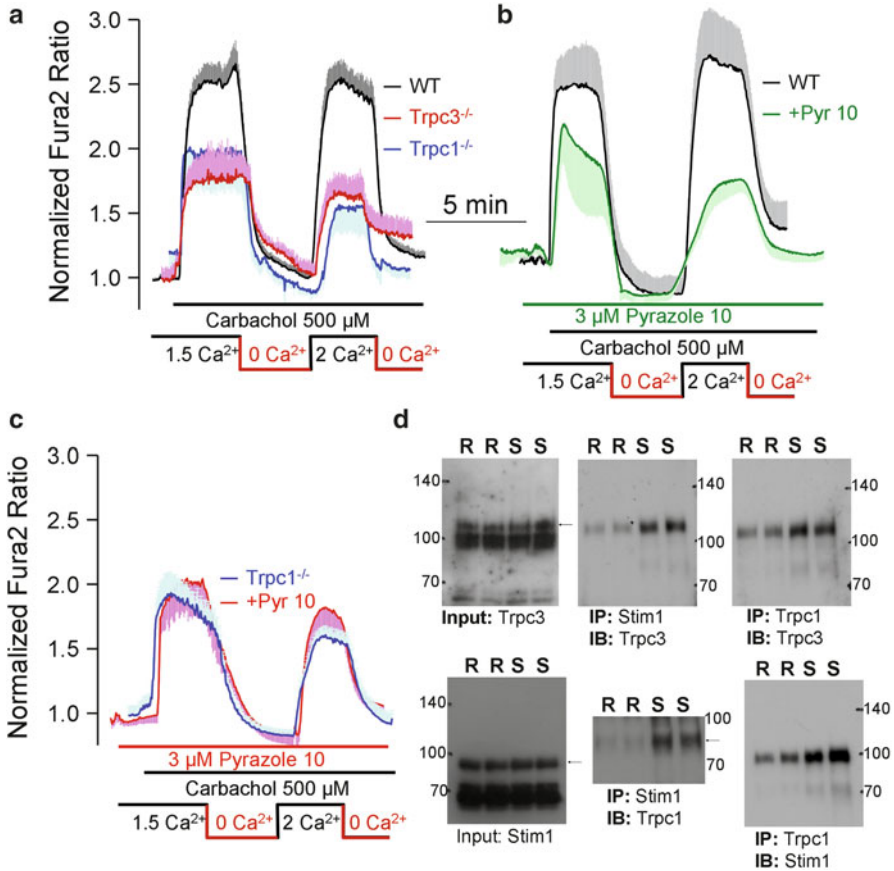 a
Normalized Fura2 Ratio
3.0
2.5
2.0
1.5
1.0
WT
Trpc3-/-
Trpc1-/-
Carbachol 500 µM
1.5 Ca2+ 0 Ca2+ 2 Ca2+ 0 Ca2+
5 min
b
WT
+Pyr 10
3 µM Pyrazole 10
Carbachol 500 µM
1.5 Ca2+ 0 Ca2+ 2 Ca2+ 0 Ca2+
c
Normalized Fura2 Ratio
3.0
2.5
2.0
1.5
1.0
Trpc1-/-
+Pyr 10
3 µM Pyrazole 10
Carbachol 500 µM
1.5 Ca2+ 0 Ca2+ 2 Ca2+ 0 Ca2+
d
R R S S
140
100
70
Input: Trpc3
R R S S
140
100
70
IP: Stim1
IB: Trpc3
R R S S
140
100
70
IP: Trpc1
IB: Trpc3
R R S S
140
100
70
Input: Stim1
R R S S
100
70
IP: Stim1
IB: Trpc1
R R S S
140
100
70
IP: Trpc1
IB: Stim1